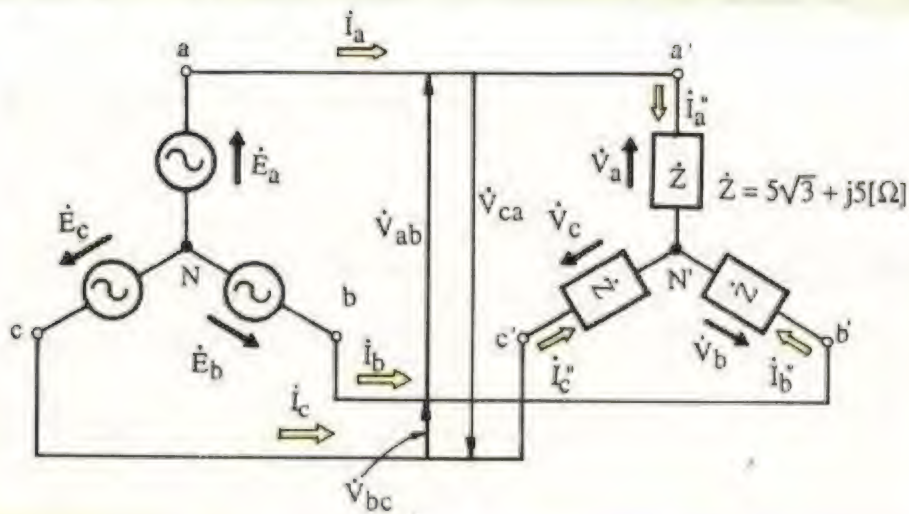 İa
a
a'
İa"
Ėa
V̇a
Ż
Ż = 5√3 + j5[Ω]
Ėc
V̇ab
V̇ca
V̇c
N
N'
Ż
Ż
c
b
c'
b'
Ėb
İb
İc"
V̇b
İb"
İc
V̇bc